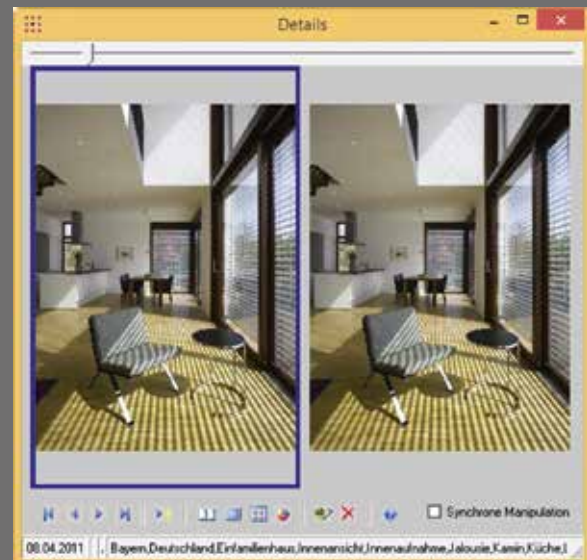 Details
Synchrone Manipulation
08.04.2011 , Bayern,Deutschland,Einfamilienhaus,Innenansicht,Innenaufnahme,Jalousie,Kamin,Küche,